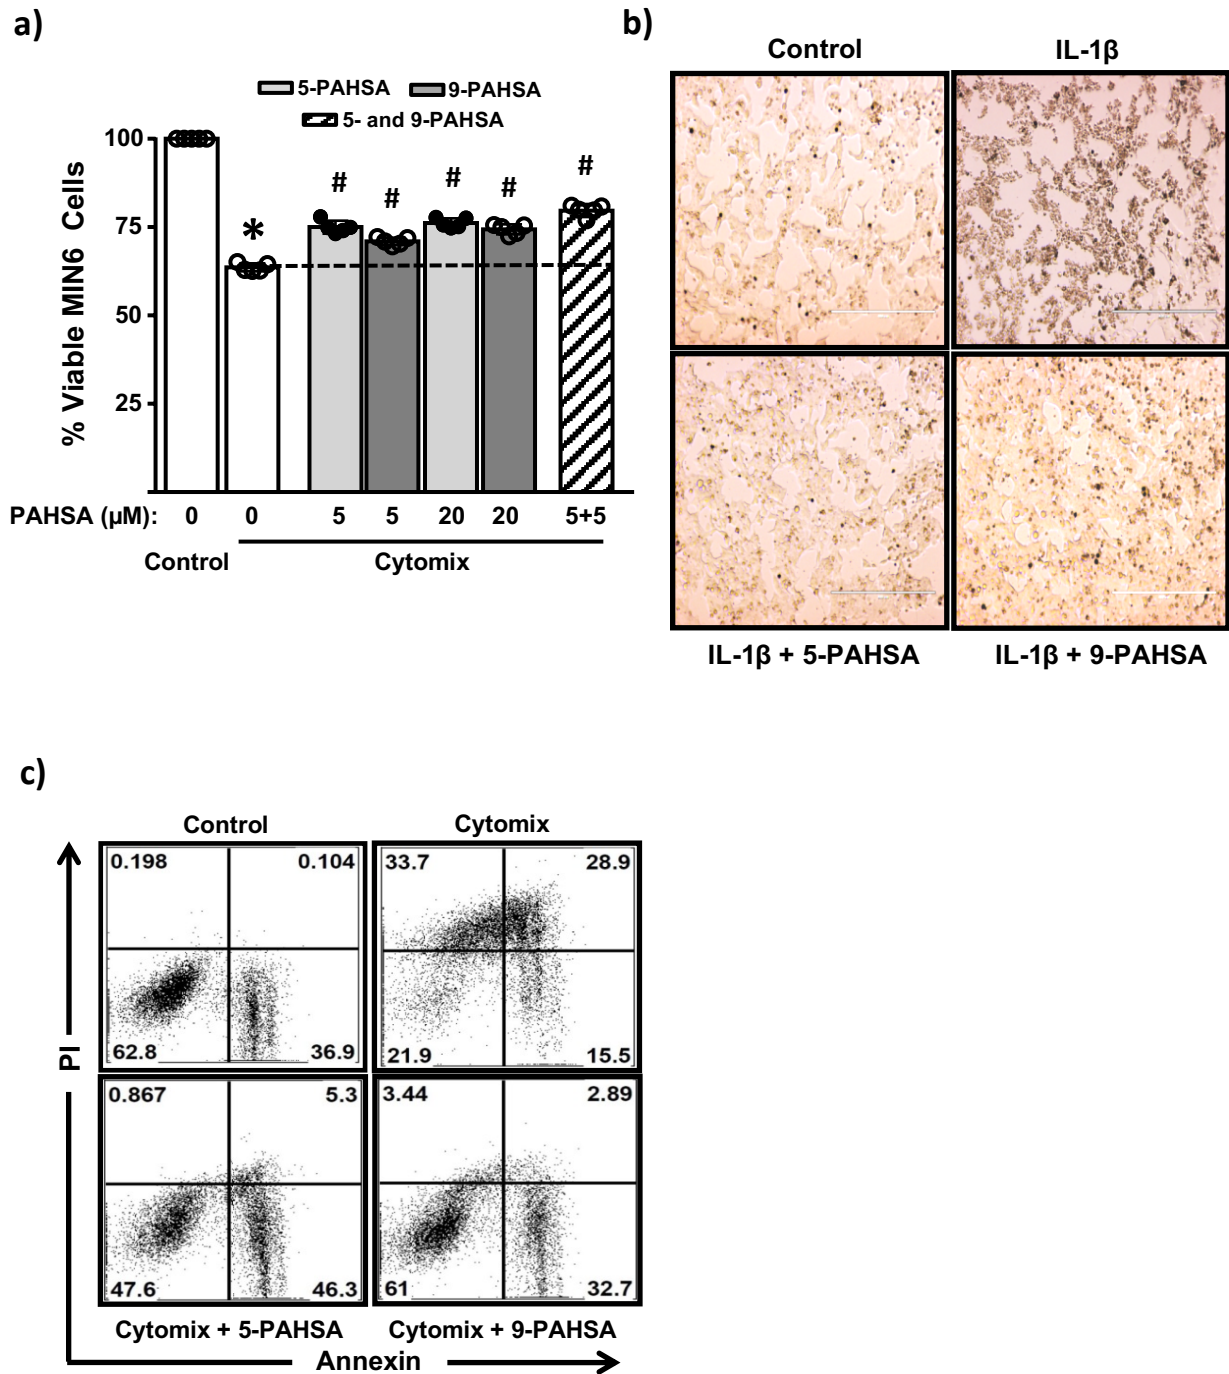 a)
5-PAHSA 9-PAHSA
5- and 9-PAHSA
% Viable MIN6 Cells
100
75
50
25
*
# # # # #
PAHSA (µM): 0 0 5 5 20 20 5+5
Control Cytomix
b)
Control IL-1β
IL-1β + 5-PAHSA IL-1β + 9-PAHSA
c)
Control Cytomix
0.198 0.104 33.7 28.9
62.8 36.9 21.9 15.5
0.867 5.3 3.44 2.89
47.6 46.3 61 32.7
PI
Cytomix + 5-PAHSA Cytomix + 9-PAHSA
Annexin